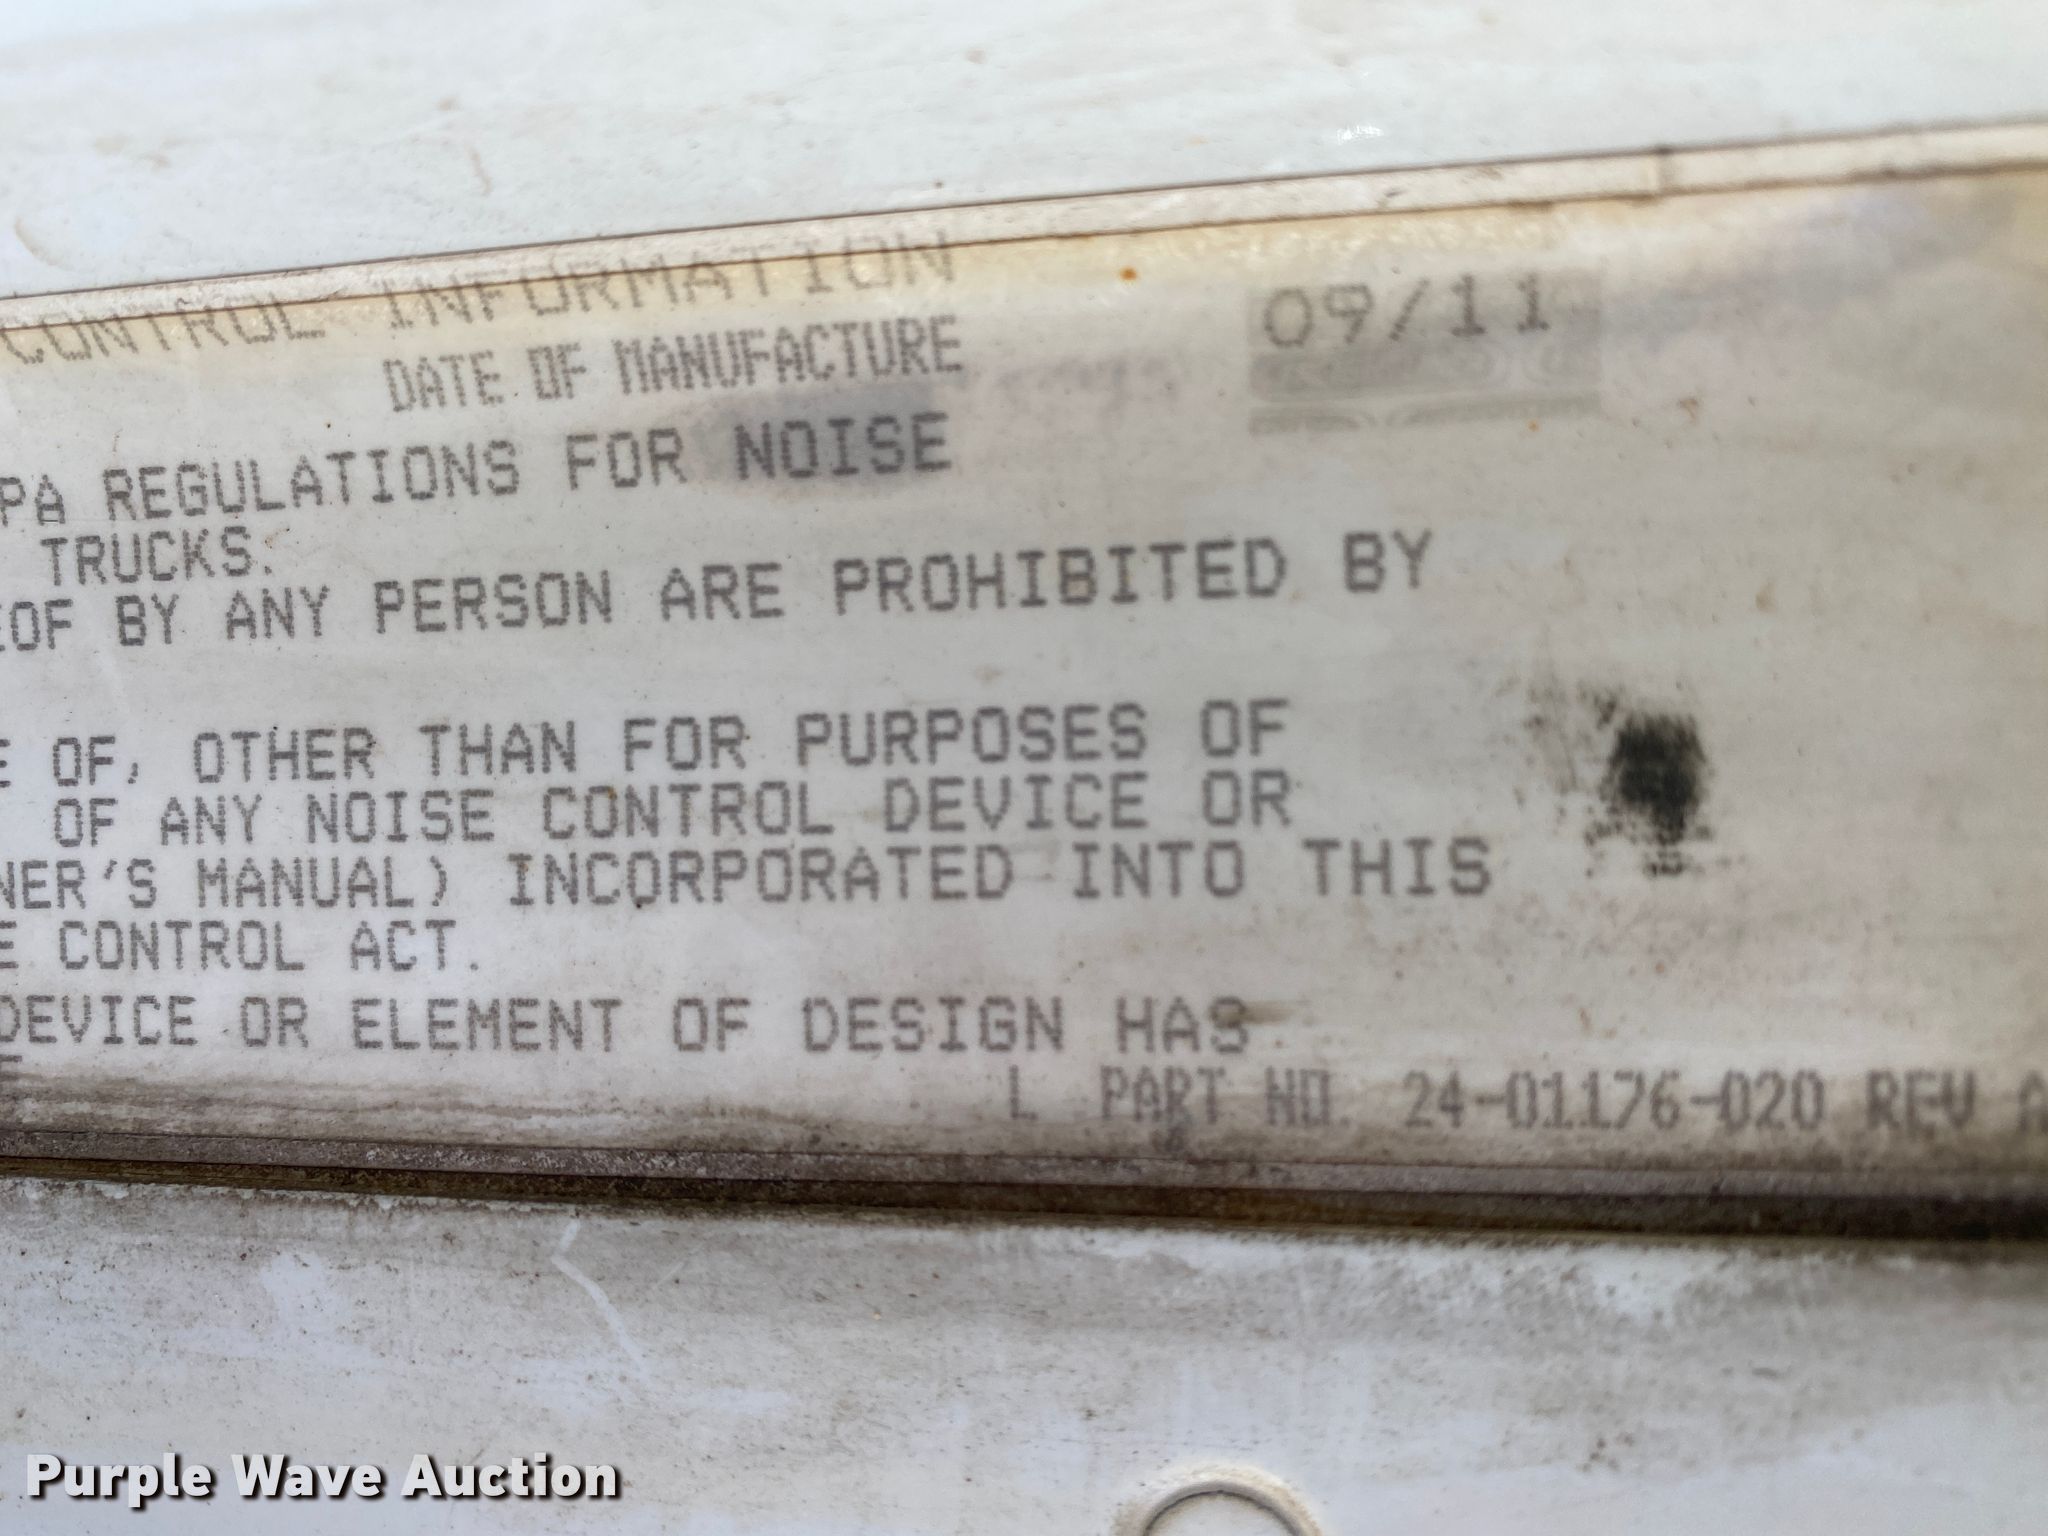 CONTROL INFORMATION
DATE OF MANUFACTURE 09/11
PA REGULATIONS FOR NOISE
TRUCKS.
EOF BY ANY PERSON ARE PROHIBITED BY
E OF, OTHER THAN FOR PURPOSES OF
OF ANY NOISE CONTROL DEVICE OR
NER'S MANUAL) INCORPORATED INTO THIS
E CONTROL ACT.
DEVICE OR ELEMENT OF DESIGN HAS
L PART NO. 24-01176-020 REV A
Purple Wave Auction